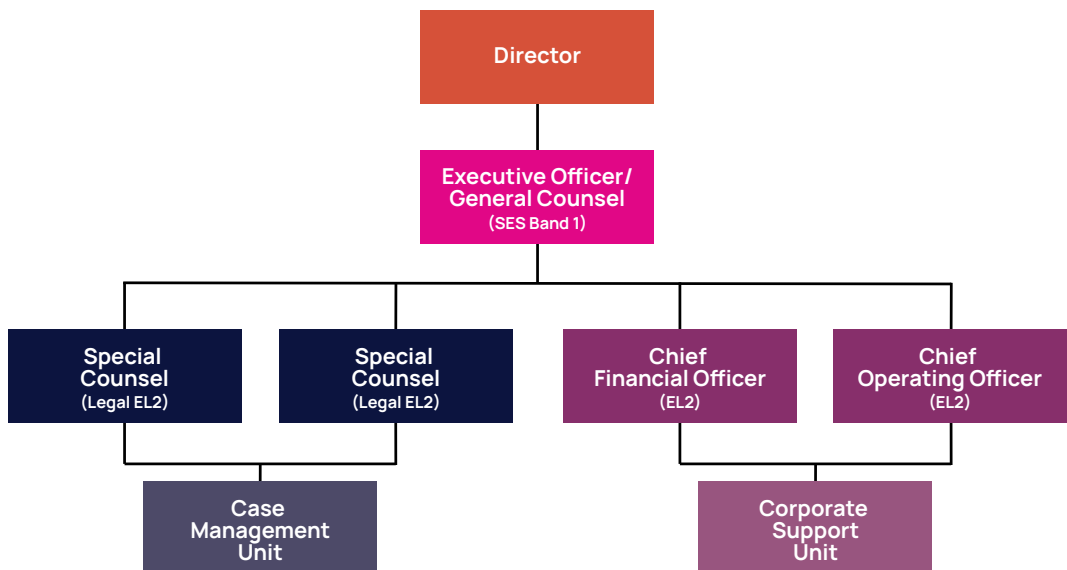 Director
Executive Officer/
General Counsel
(SES Band 1)
Special
Counsel
(Legal EL2)
Special
Counsel
(Legal EL2)
Chief
Financial Officer
(EL2)
Chief
Operating Officer
(EL2)
Case
Management
Unit
Corporate
Support
Unit